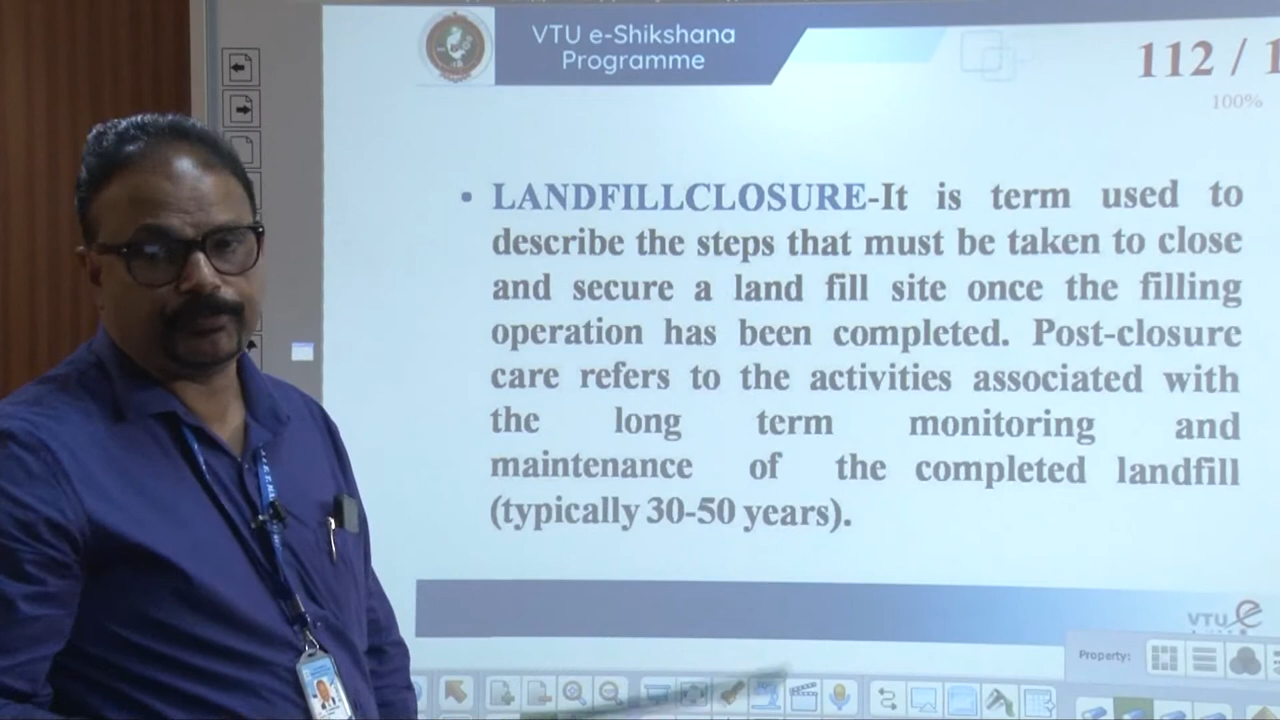 VTU e-Shikshana
Programme
112 / 1
100%
• LANDFILLCLOSURE-It is term used to
describe the steps that must be taken to close
and secure a land fill site once the filling
operation has been completed. Post-closure
care refers to the activities associated with
the long term monitoring and
maintenance of the completed landfill
(typically 30-50 years).
VTU e
Property: